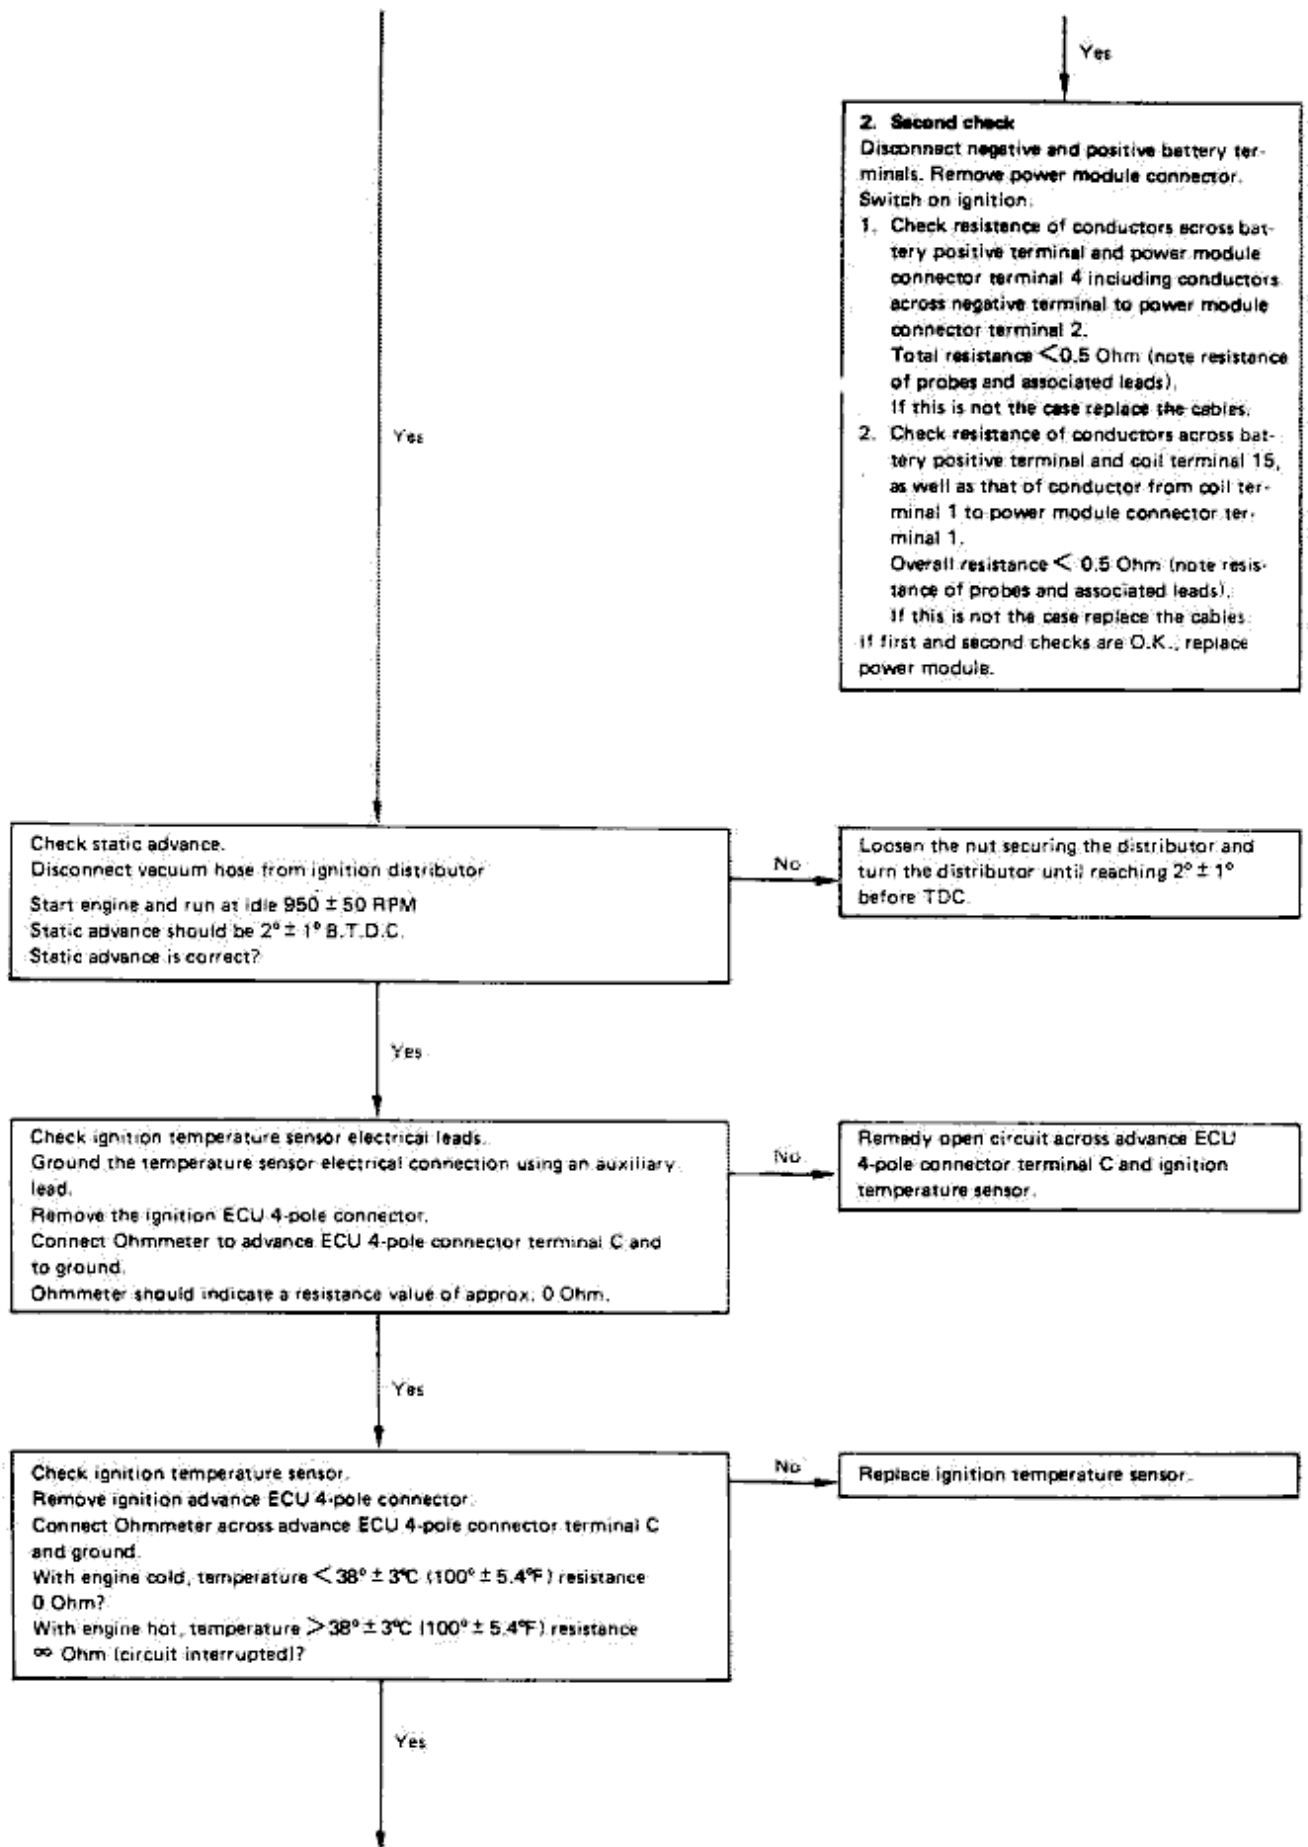 Yes
2. Second check
Disconnect negative and positive battery ter-
minals. Remove power module connector.
Switch on ignition.
1. Check resistance of conductors across bat-
tery positive terminal and power module
connector terminal 4 including conductors
across negative terminal to power module
connector terminal 2.
Total resistance <0.5 Ohm (note resistance
of probes and associated leads).
If this is not the case replace the cables.
Yes
2. Check resistance of conductors across bat-
tery positive terminal and coil terminal 15,
as well as that of conductor from coil ter-
minal 1 to power module connector ter-
minal 1.
Overall resistance < 0.5 Ohm (note resis-
tance of probes and associated leads).
If this is not the case replace the cables.
If first and second checks are O.K., replace
power module.
Check static advance.
Disconnect vacuum hose from ignition distributor
Start engine and run at idle 950 ± 50 RPM
Static advance should be 2° ± 1° B.T.D.C.
Static advance is correct?
No
Loosen the nut securing the distributor and
turn the distributor until reaching 2° ± 1°
before TDC.
Yes
Check ignition temperature sensor electrical leads.
Ground the temperature sensor electrical connection using an auxiliary
lead.
Remove the ignition ECU 4-pole connector.
Connect Ohmmeter to advance ECU 4-pole connector terminal C and
to ground.
Ohmmeter should indicate a resistance value of approx. 0 Ohm.
No
Remedy open circuit across advance ECU
4-pole connector terminal C and ignition
temperature sensor.
Yes
Check ignition temperature sensor.
Remove ignition advance ECU 4-pole connector.
Connect Ohmmeter across advance ECU 4-pole connector terminal C
and ground.
With engine cold, temperature < 38° ± 3°C (100° ± 5.4°F) resistance
0 Ohm?
With engine hot, temperature > 38° ± 3°C (100° ± 5.4°F) resistance
∞ Ohm (circuit interrupted)?
No
Replace ignition temperature sensor.
Yes